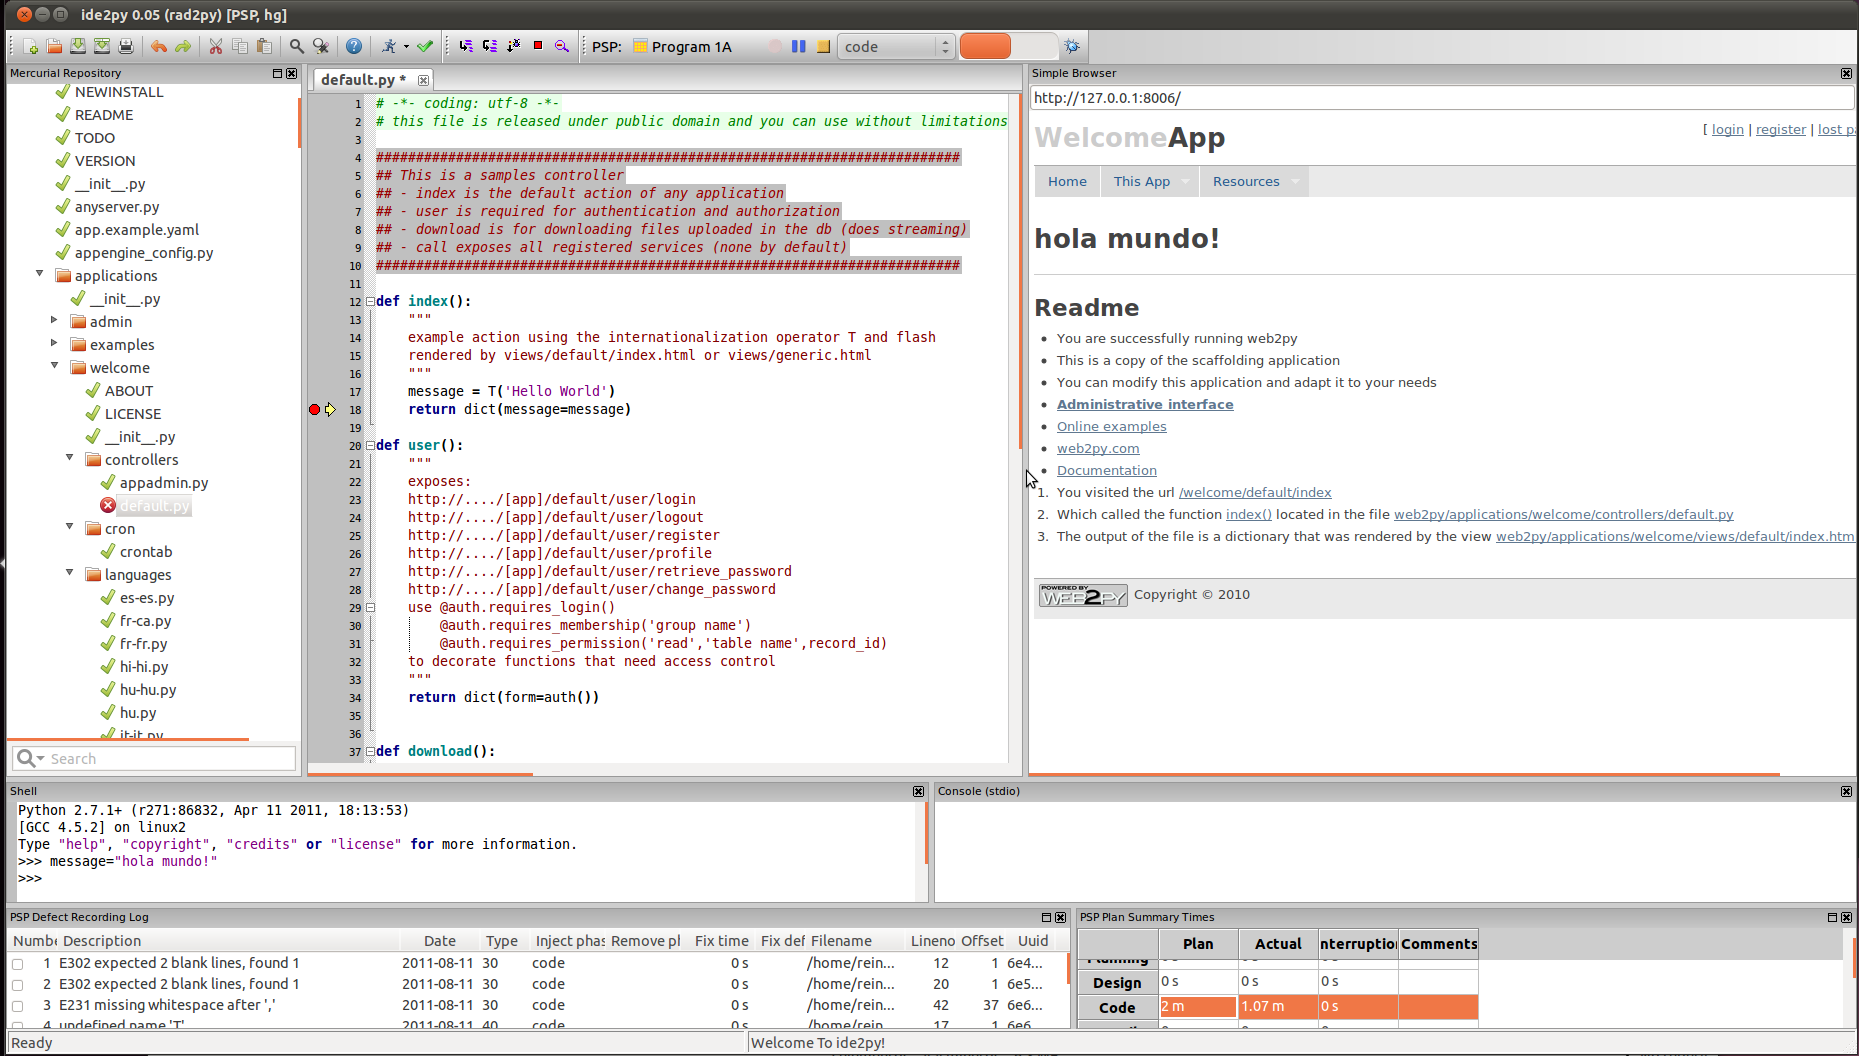 ide2py 0.05 (rad2py) [PSP, hg]
PSP: Program 1A code
Mercurial Repository
NEWINSTALL
README
TODO
VERSION
__init__.py
anyserver.py
app.example.yaml
appengine_config.py
applications
__init__.py
admin
examples
welcome
ABOUT
LICENSE
__init__.py
controllers
appadmin.py
default.py
cron
crontab
languages
es-es.py
fr-ca.py
fr-fr.py
hi-hi.py
hu-hu.py
hu.py
it-it.py
Search
default.py *
1 # -*- coding: utf-8 -*-
2 # this file is released under public domain and you can use without limitations
3
4 #########################################################################
5 ## This is a samples controller
6 ## - index is the default action of any application
7 ## - user is required for authentication and authorization
8 ## - download is for downloading files uploaded in the db (does streaming)
9 ## - call exposes all registered services (none by default)
10 #########################################################################
11
12 def index():
13 """
14 example action using the internationalization operator T and flash
15 rendered by views/default/index.html or views/generic.html
16 """
17 message = T('Hello World')
18 return dict(message=message)
19
20 def user():
21 """
22 exposes:
23 http://..../[app]/default/user/login
24 http://..../[app]/default/user/logout
25 http://..../[app]/default/user/register
26 http://..../[app]/default/user/profile
27 http://..../[app]/default/user/retrieve_password
28 http://..../[app]/default/user/change_password
29 use @auth.requires_login()
30 @auth.requires_membership('group name')
31 @auth.requires_permission('read','table name',record_id)
32 to decorate functions that need access control
33 """
34 return dict(form=auth())
35
36
37 def download():
Simple Browser
http://127.0.0.1:8006/
WelcomeApp
[ login | register | lost pa
Home This App Resources
hola mundo!
Readme
• You are successfully running web2py
• This is a copy of the scaffolding application
• You can modify this application and adapt it to your needs
• Administrative interface
• Online examples
• web2py.com
• Documentation
1. You visited the url /welcome/default/index
2. Which called the function index() located in the file web2py/applications/welcome/controllers/default.py
3. The output of the file is a dictionary that was rendered by the view web2py/applications/welcome/views/default/index.htm
POWERED BY WEB2PY Copyright © 2010
Shell
Python 2.7.1+ (r271:86832, Apr 11 2011, 18:13:53)
[GCC 4.5.2] on linux2
Type "help", "copyright", "credits" or "license" for more information.
>>> message="hola mundo!"
>>>
Console (stdio)
PSP Defect Recording Log
Numbe Description Date Type Inject phas Remove pl Fix time Fix def Filename Lineno Offset Uuid
1 E302 expected 2 blank lines, found 1 2011-08-11 30 code 0 s /home/rein... 12 1 6e4...
2 E302 expected 2 blank lines, found 1 2011-08-11 30 code 0 s /home/rein... 20 1 6e5...
3 E231 missing whitespace after ',' 2011-08-11 30 code 0 s /home/rein... 42 37 6e6...
4 undefined name 'T' 2011-08-11 40 code 0 s /home/rein... 17 1 6e6...
PSP Plan Summary Times
Plan Actual nterruptio Comments
Planning 0 s 0 s 0 s
Design 0 s 0 s 0 s
Code 2 m 1.07 m 0 s
Ready
Welcome To ide2py!